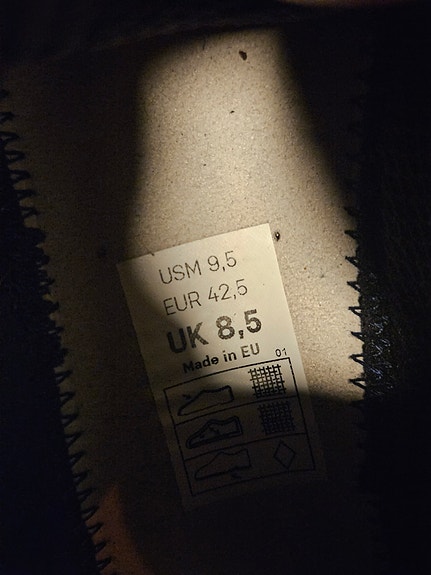 USM 9,5
EUR 42,5
UK 8,5
Made in EU 01